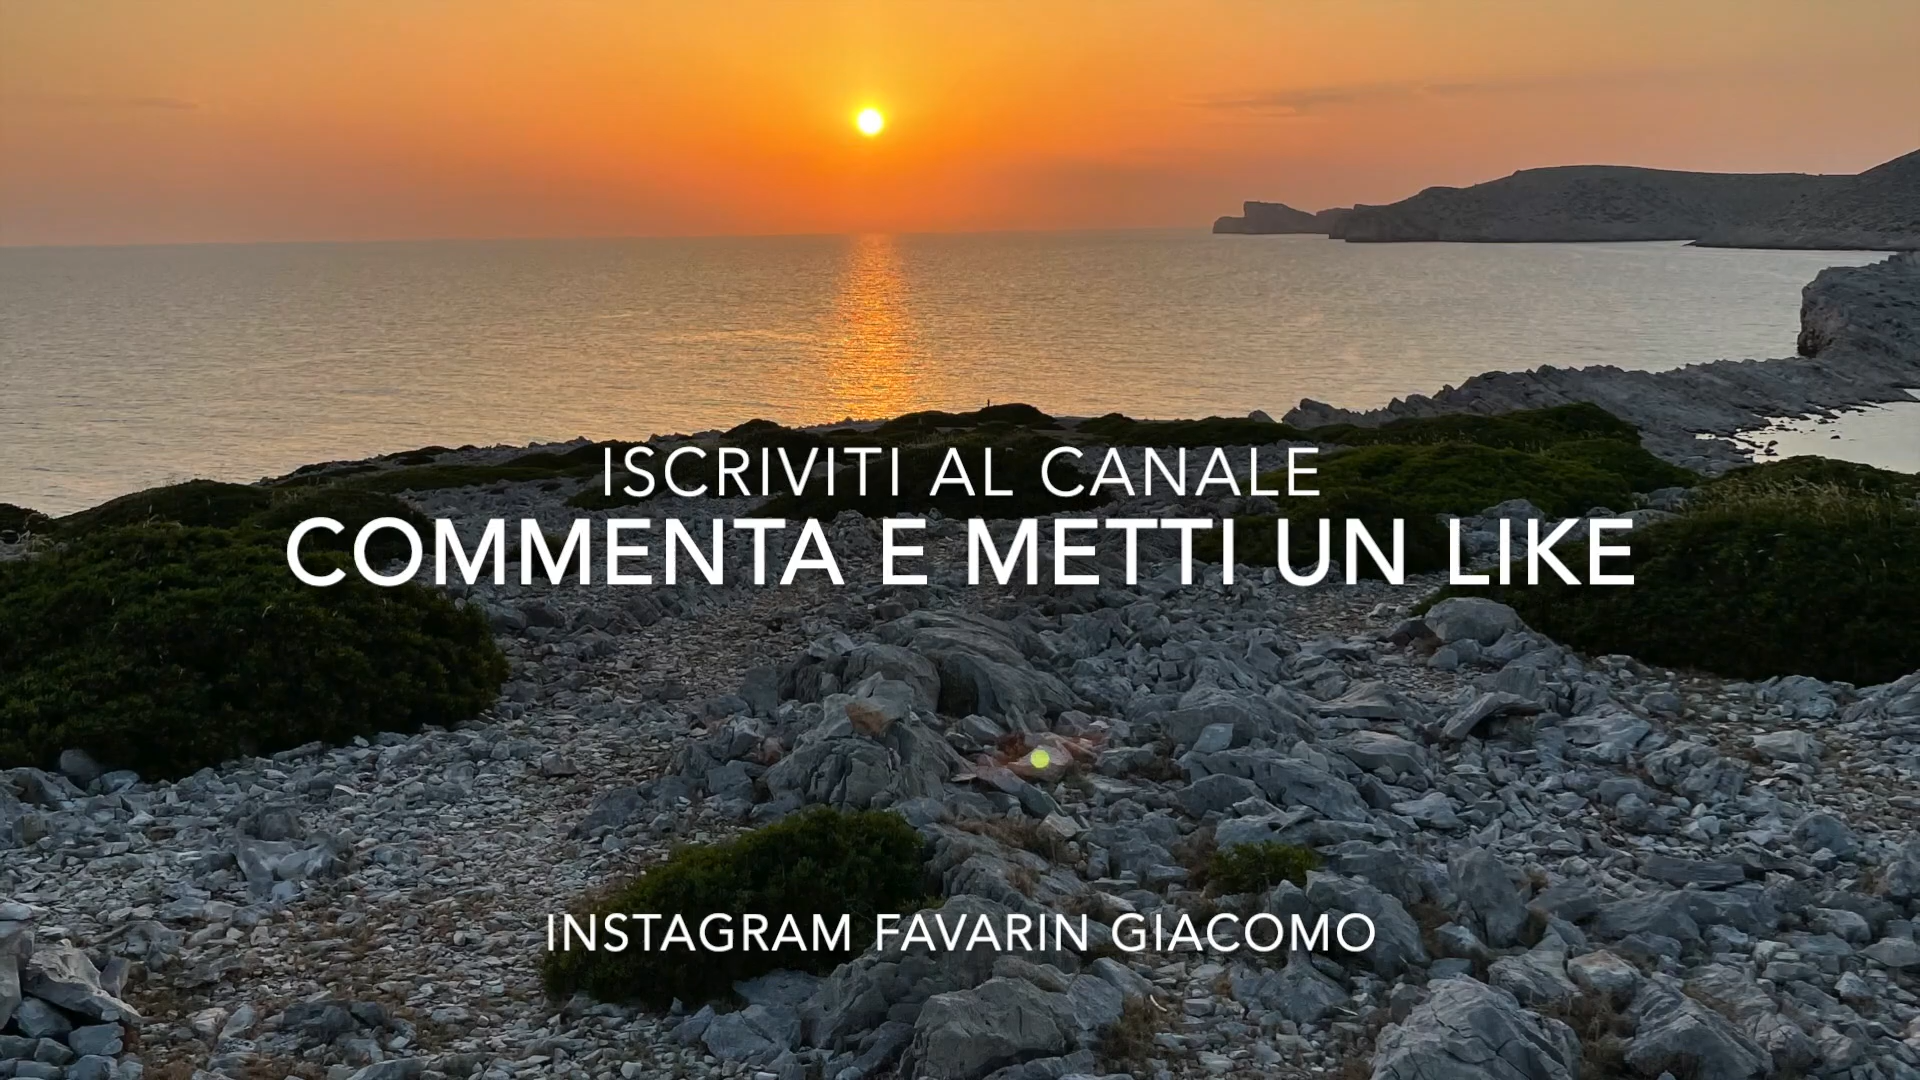 ISCRIVITI AL CANALE
COMMENTA E METTI UN LIKE
INSTAGRAM FAVARIN GIACOMO